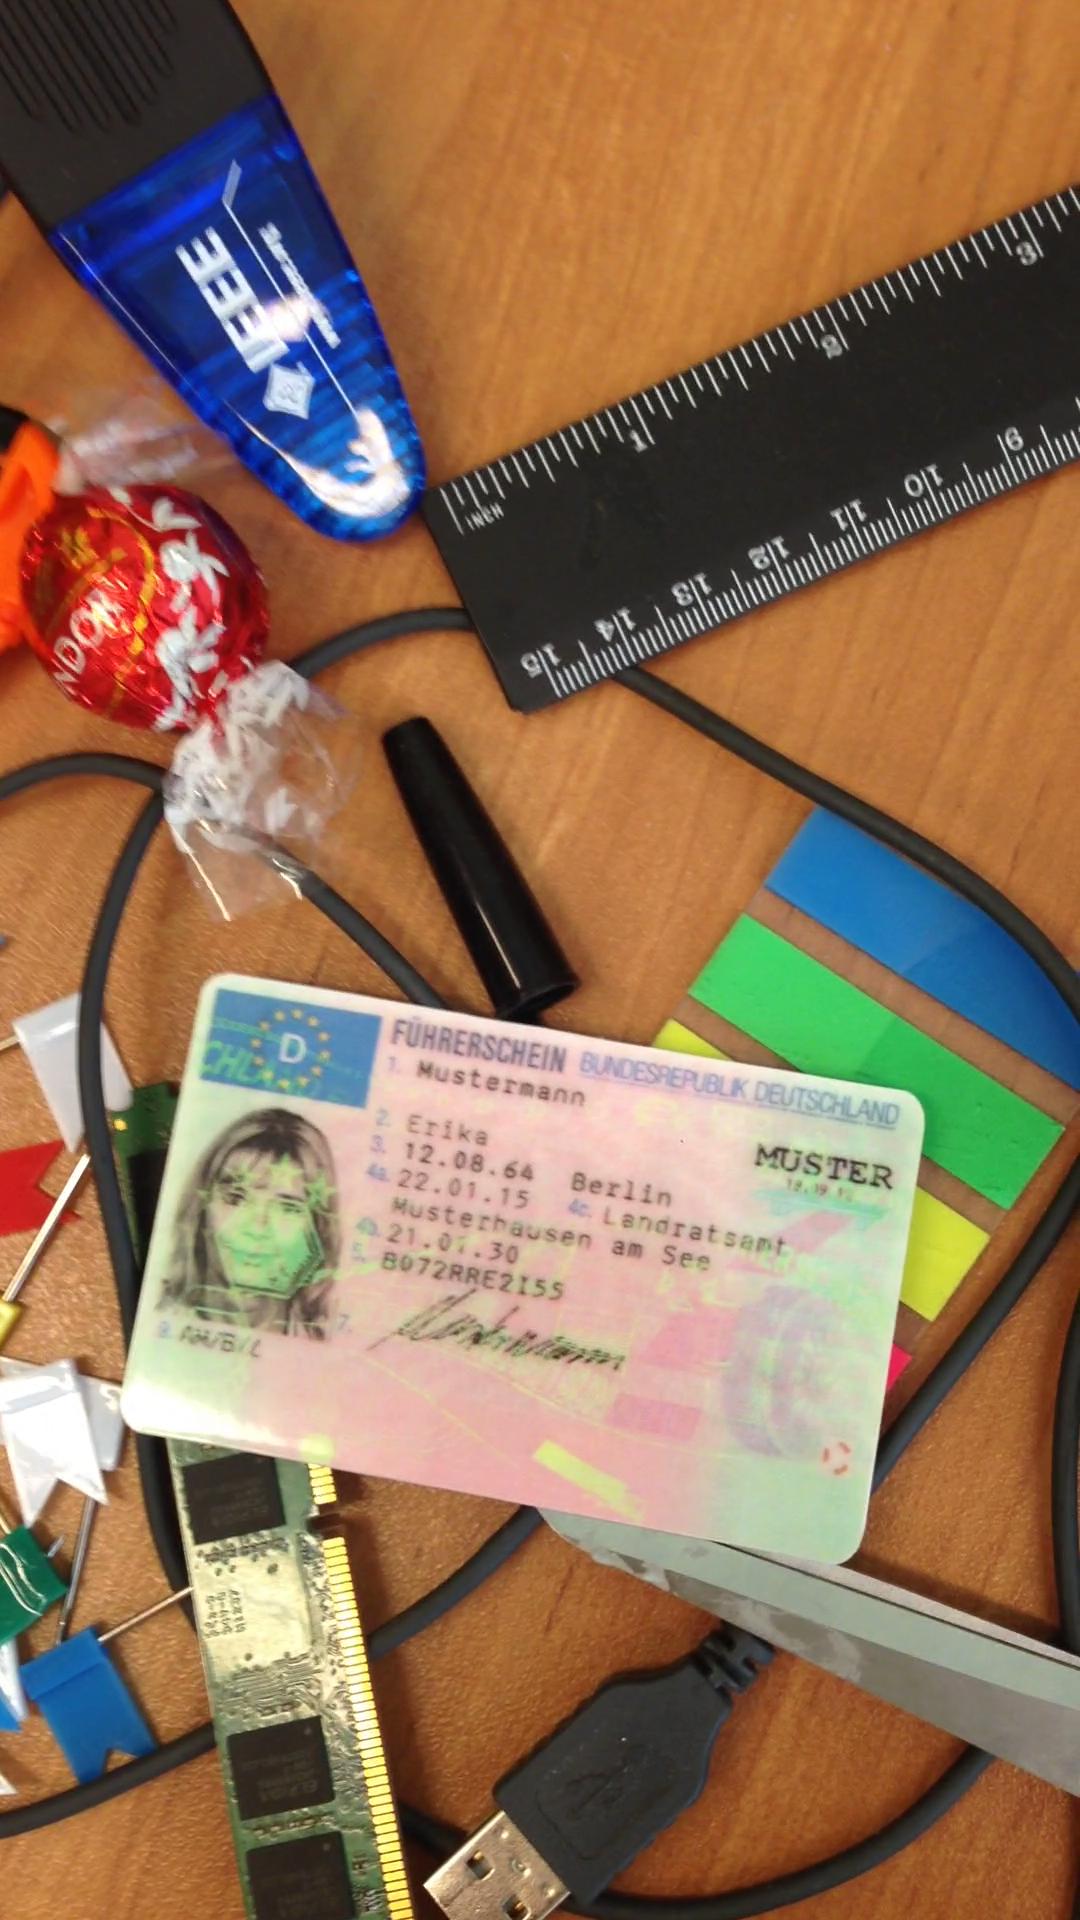 IEEE
INCH
1
2
3
15
14
13
12
11
10
9
LINDOR
D
FÜHRERSCHEIN BUNDESREPUBLIK DEUTSCHLAND
1. Mustermann
2. Erika
3. 12.08.64 Berlin
4a. 22.01.15 4c. Landratsamt
Musterhausen am See
4b. 21.01.30
5. B072RRE2I55
7.
9. AM/B/L
MUSTER